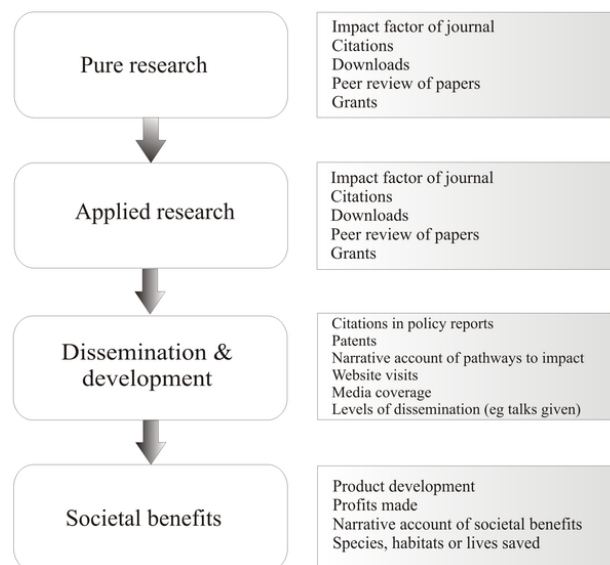 Pure research
Impact factor of journal
Citations
Downloads
Peer review of papers
Grants
Applied research
Impact factor of journal
Citations
Downloads
Peer review of papers
Grants
Dissemination &
development
Citations in policy reports
Patents
Narrative account of pathways to impact
Website visits
Media coverage
Levels of dissemination (eg talks given)
Societal benefits
Product development
Profits made
Narrative account of societal benefits
Species, habitats or lives saved